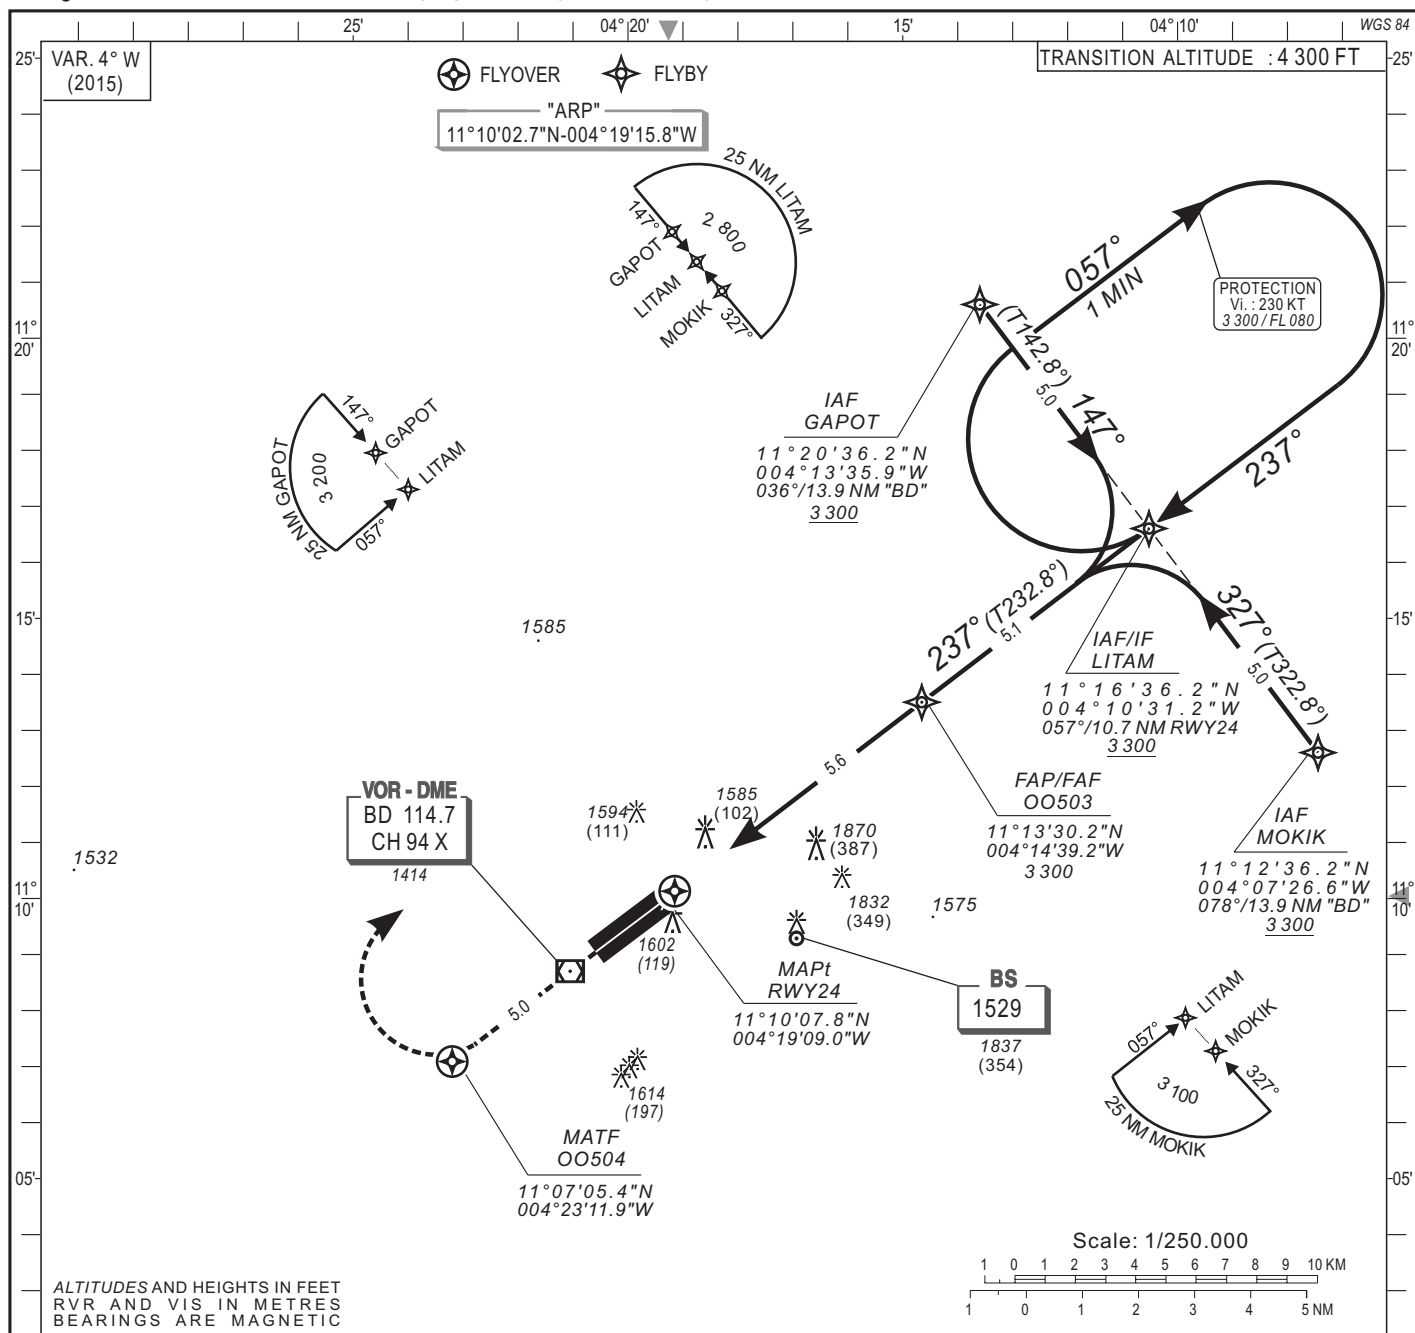 25'
04° 20'
15'
04° 10'
WGS 84
25'
25'
VAR. 4° W
(2015)
FLYOVER
FLYBY
TRANSITION ALTITUDE : 4 300 FT
"ARP"
11°10'02.7"N-004°19'15.8"W
25 NM LITAM
2 800
147°
GAPOT
LITAM
MOKIK
327°
057°
1 MIN
PROTECTION
Vi. : 230 KT
3 300 / FL 080
11°
20'
11°
20'
(T142.8°)
5.0
147°
IAF
GAPOT
11°20'36.2"N
004°13'35.9"W
036°/13.9 NM "BD"
3 300
237°
147°
GAPOT
LITAM
25 NM GAPOT
3 200
057°
237° (T232.8°)
5.1
327° (T322.8°)
5.0
15'
15'
1585
IAF/IF
LITAM
11°16'36.2"N
004°10'31.2"W
057°/10.7 NM RWY24
3 300
5.6
FAP/FAF
OO503
11°13'30.2"N
004°14'39.2"W
3 300
IAF
MOKIK
11°12'36.2"N
004°07'26.6"W
078°/13.9 NM "BD"
3 300
VOR - DME
BD 114.7
CH 94 X
1414
1594
(111)
1585
(102)
1870
(387)
1832
(349)
1575
1532
11°
10'
11°
10'
1602
(119)
MAPt
RWY24
11°10'07.8"N
004°19'09.0"W
BS
1529
1837
(354)
5.0
LITAM
MOKIK
057°
327°
3 100
25 NM MOKIK
1614
(197)
MATF
OO504
11°07'05.4"N
004°23'11.9"W
05'
05'
Scale: 1/250.000
1 0 1 2 3 4 5 6 7 8 9 10 KM
1 0 1 2 3 4 5 NM
ALTITUDES AND HEIGHTS IN FEET
RVR AND VIS IN METRES
BEARINGS ARE MAGNETIC